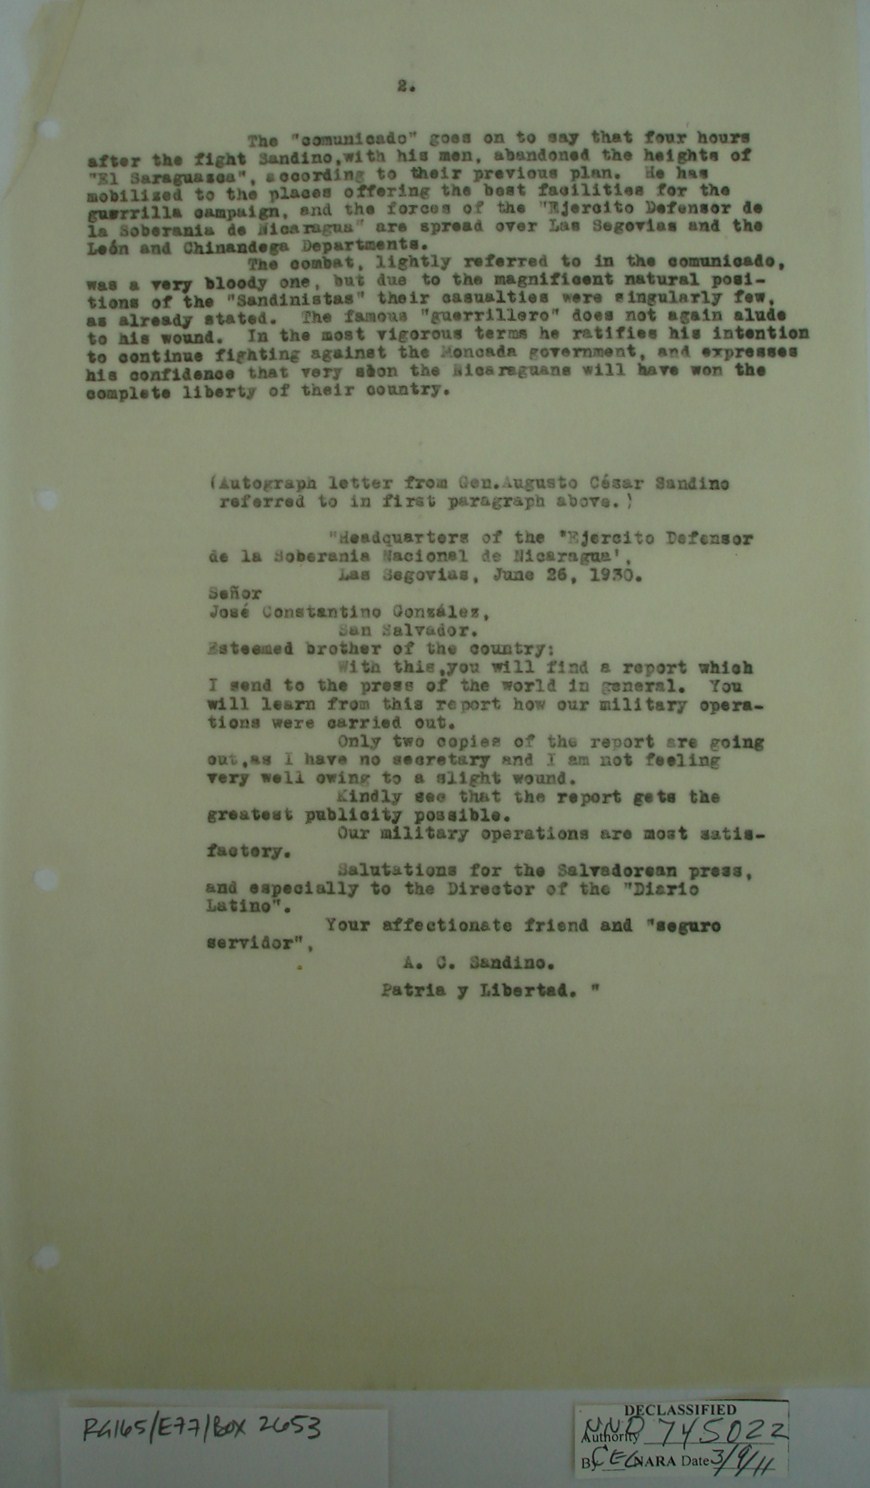 2.
The "comunicado" goes on to say that four hours
after the fight Sandino,with his men, abandoned the heights of
"El Saraguasca", according to their previous plan. He has
mobilized to the places offering the best facilities for the
guerrilla campaign, and the forces of the "Ejercito Defensor de
la Soberania de Nicaragua" are spread over Las Segovias and the
León and Chinandega Departments.
The combat, lightly referred to in the comunicado,
was a very bloody one, but due to the magnificent natural posi-
tions of the "Sandinistas" their casualties were singularly few,
as already stated. The famous "guerrillero" does not again alude
to his wound. In the most vigorous terms he ratifies his intention
to continue fighting against the Moncada government, and expresses
his confidence that very soon the Nicaraguans will have won the
complete liberty of their country.
(Autograph letter from Gen.Augusto César Sandino
referred to in first paragraph above.)
"Headquarters of the 'Ejercito Defensor
de la Soberania Nacional de Nicaragua',
Las Segovias, June 26, 1930.
Señor
José Constantino González,
San Salvador.
Esteemed brother of the country:
With this,you will find a report which
I send to the press of the world in general. You
will learn from this report how our military opera-
tions were carried out.
Only two copies of the report are going
out,as I have no secretary and I am not feeling
very well owing to a slight wound.
Kindly see that the report gets the
greatest publicity possible.
Our military operations are most satis-
factory.
Salutations for the Salvadorean press,
and especially to the Director of the "Diario
Latino".
Your affectionate friend and "seguro
servidor",
A. C. Sandino.
Patria y Libertad. "
RG165/E77/BOX 2653
DECLASSIFIED
Authority NND 745022
By CEG NARA Date 3/9/11